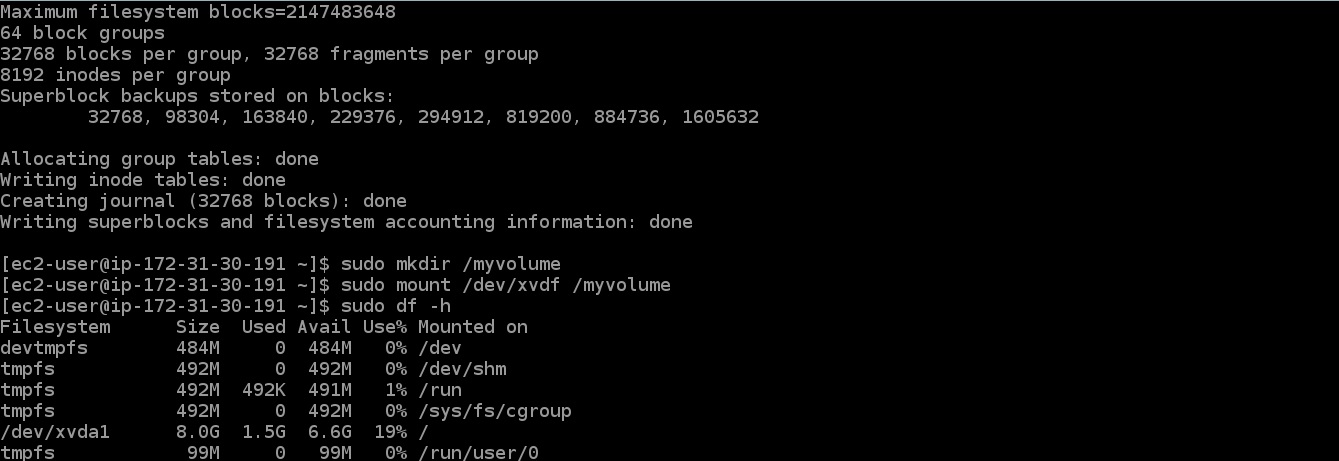 Maximum filesystem blocks=2147483648
64 block groups
32768 blocks per group, 32768 fragments per group
8192 inodes per group
Superblock backups stored on blocks:
        32768, 98304, 163840, 229376, 294912, 819200, 884736, 1605632

Allocating group tables: done
Writing inode tables: done
Creating journal (32768 blocks): done
Writing superblocks and filesystem accounting information: done

[ec2-user@ip-172-31-30-191 ~]$ sudo mkdir /myvolume
[ec2-user@ip-172-31-30-191 ~]$ sudo mount /dev/xvdf /myvolume
[ec2-user@ip-172-31-30-191 ~]$ sudo df -h
Filesystem      Size  Used Avail Use% Mounted on
devtmpfs        484M     0  484M   0% /dev
tmpfs           492M     0  492M   0% /dev/shm
tmpfs           492M  492K  491M   1% /run
tmpfs           492M     0  492M   0% /sys/fs/cgroup
/dev/xvda1      8.0G  1.5G  6.6G  19% /
tmpfs            99M     0   99M   0% /run/user/0